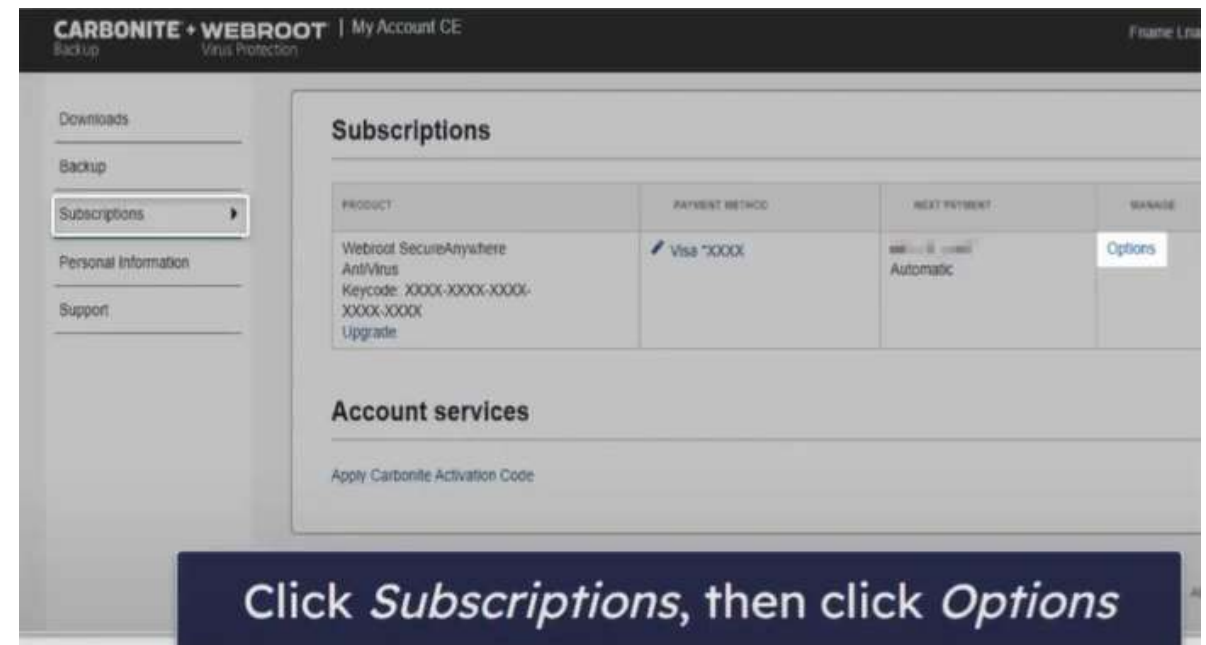 CARBONITE + WEBROOT | My Account CE
Backup Virus Protection
Fname Lna
Downloads
Backup
Subscriptions
Personal Information
Support
Subscriptions
PRODUCT PAYMENT METHOD NEXT PAYMENT MANAGE
Webroot SecureAnywhere
AntiVirus
Keycode: XXXX-XXXX-XXXX-
XXXX-XXXX
Upgrade
Visa *XXXX
Automatic
Options
Account services
Apply Carbonite Activation Code
Click Subscriptions, then click Options